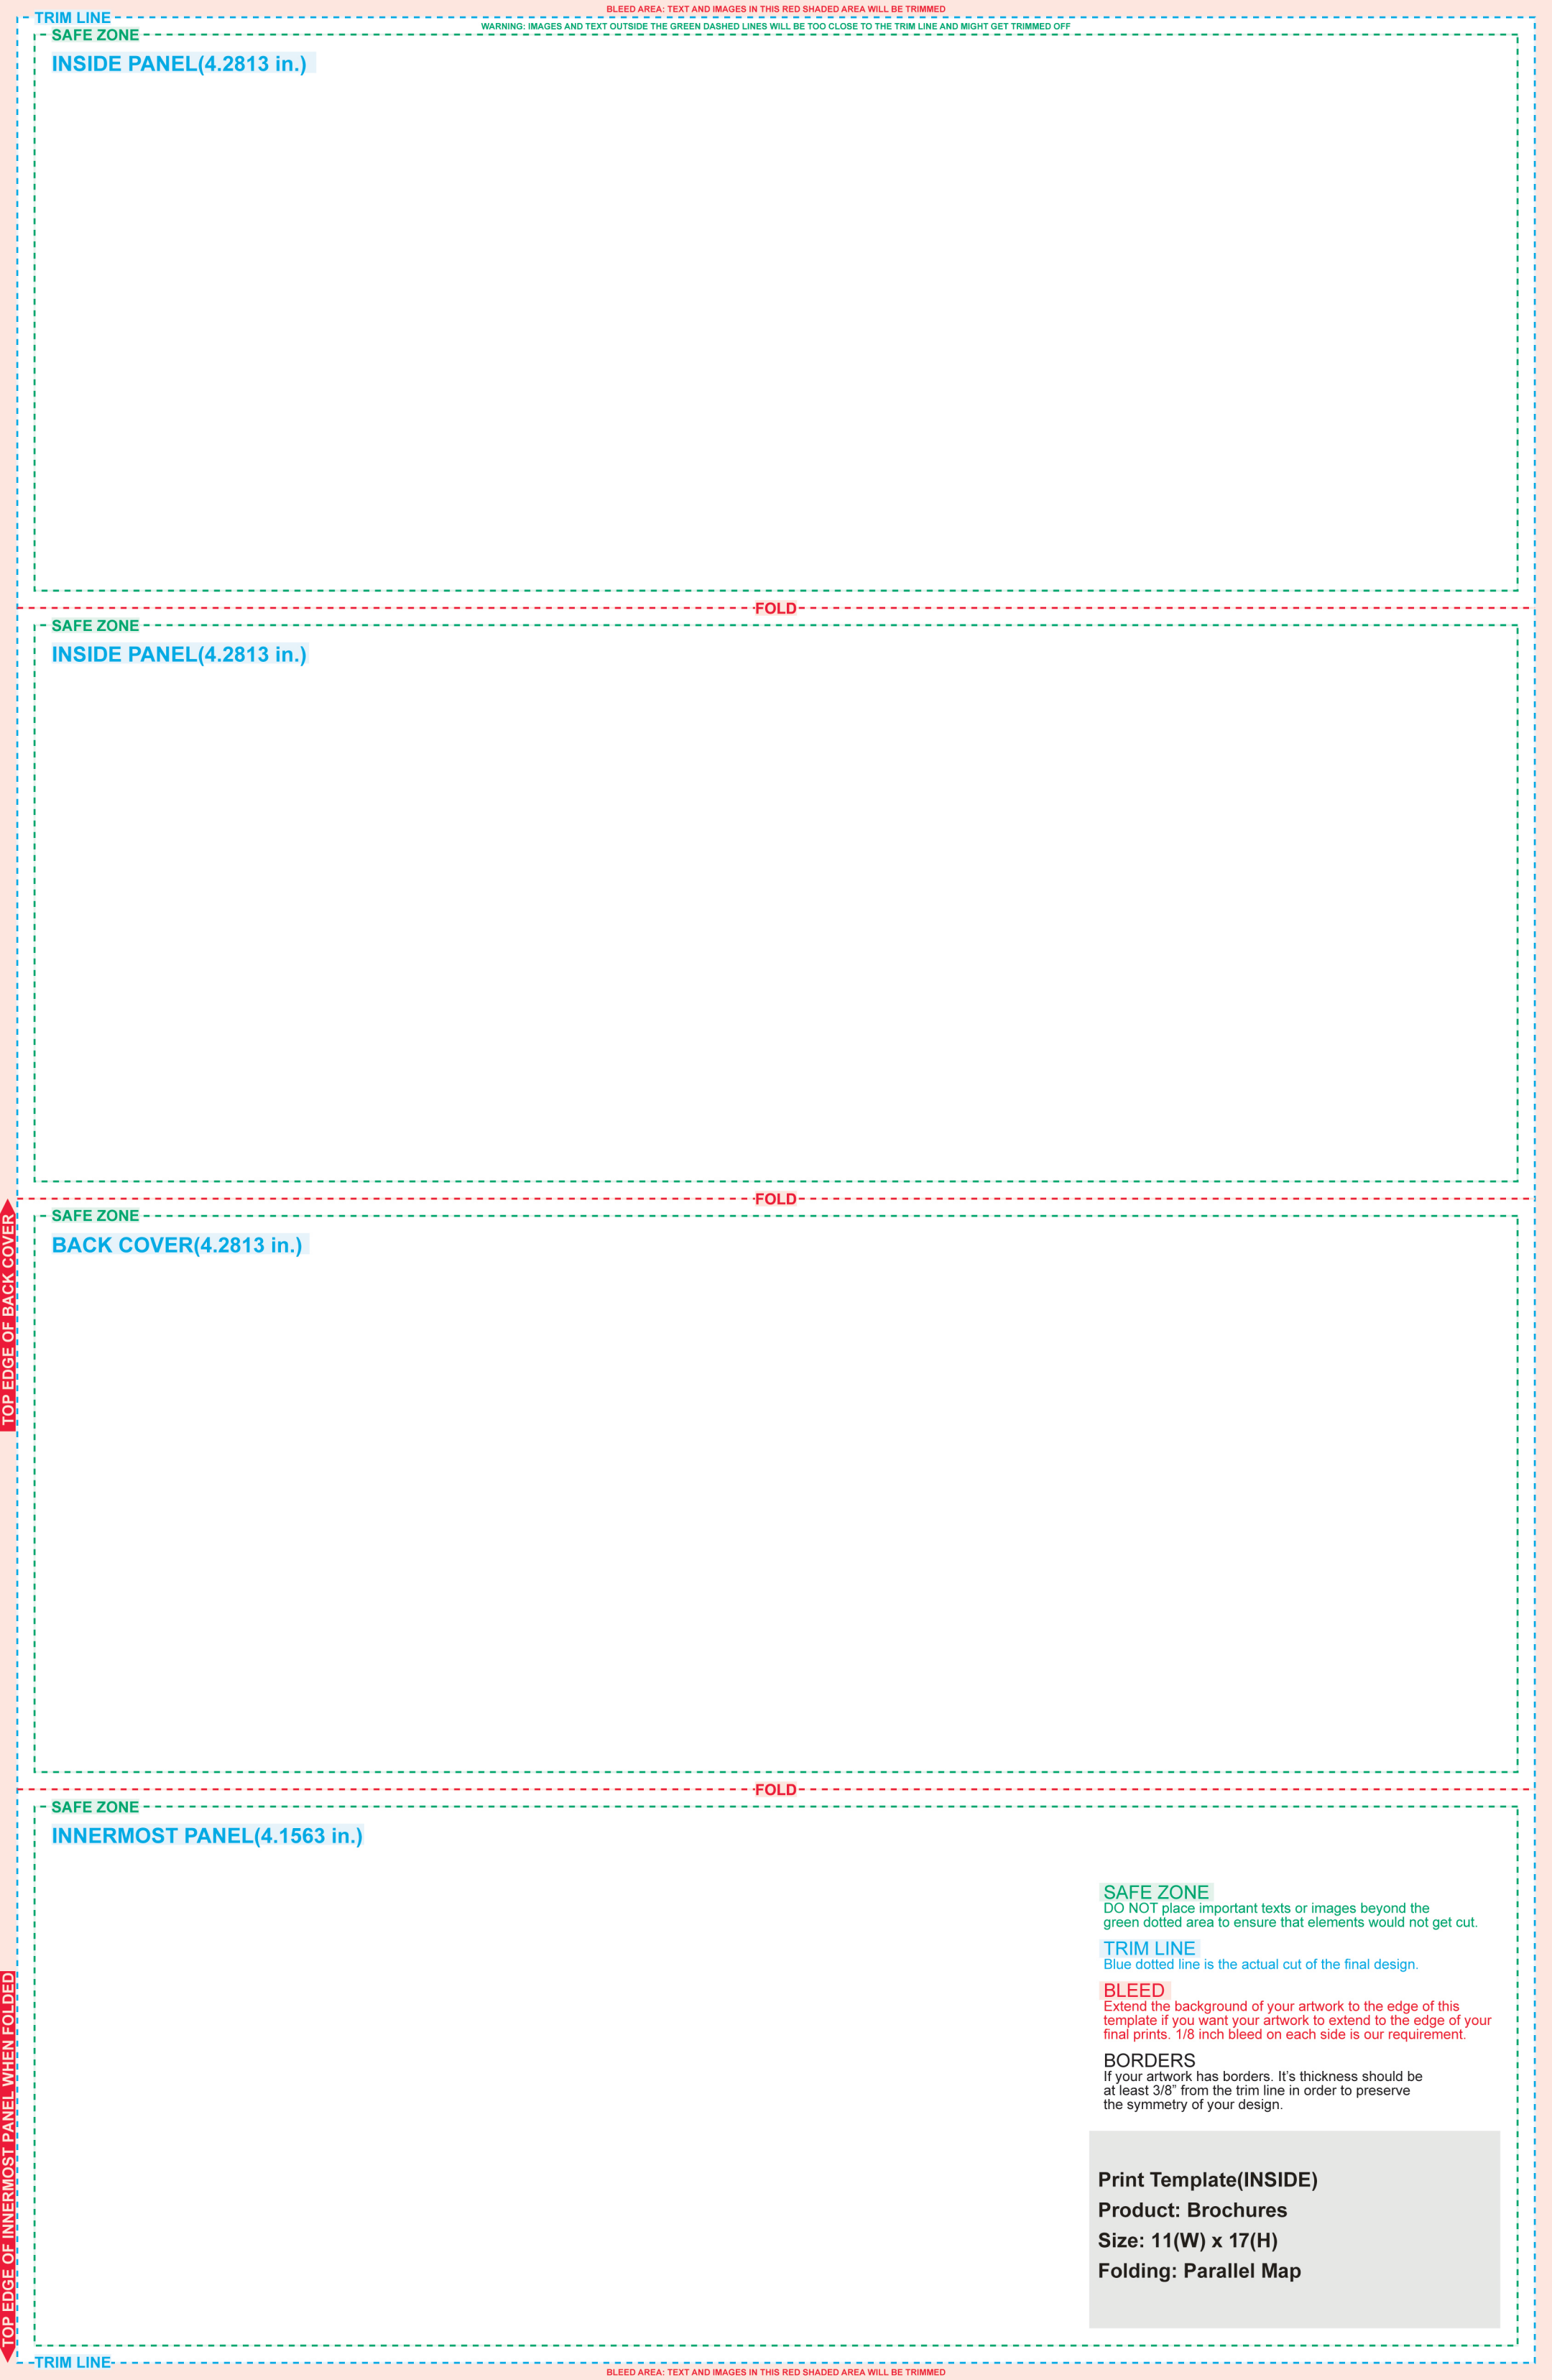 BLEED AREA: TEXT AND IMAGES IN THIS RED SHADED AREA WILL BE TRIMMED
TRIM LINE
WARNING: IMAGES AND TEXT OUTSIDE THE GREEN DASHED LINES WILL BE TOO CLOSE TO THE TRIM LINE AND MIGHT GET TRIMMED OFF
SAFE ZONE
INSIDE PANEL(4.2813 in.)
FOLD
SAFE ZONE
INSIDE PANEL(4.2813 in.)
FOLD
TOP EDGE OF BACK COVER
SAFE ZONE
BACK COVER(4.2813 in.)
FOLD
SAFE ZONE
INNERMOST PANEL(4.1563 in.)
TOP EDGE OF INNERMOST PANEL WHEN FOLDED
SAFE ZONE
DO NOT place important texts or images beyond the
green dotted area to ensure that elements would not get cut.
TRIM LINE
Blue dotted line is the actual cut of the final design.
BLEED
Extend the background of your artwork to the edge of this
template if you want your artwork to extend to the edge of your
final prints. 1/8 inch bleed on each side is our requirement.
BORDERS
If your artwork has borders. It’s thickness should be
at least 3/8” from the trim line in order to preserve
the symmetry of your design.
Print Template(INSIDE)
Product: Brochures
Size: 11(W) x 17(H)
Folding: Parallel Map
TRIM LINE
BLEED AREA: TEXT AND IMAGES IN THIS RED SHADED AREA WILL BE TRIMMED